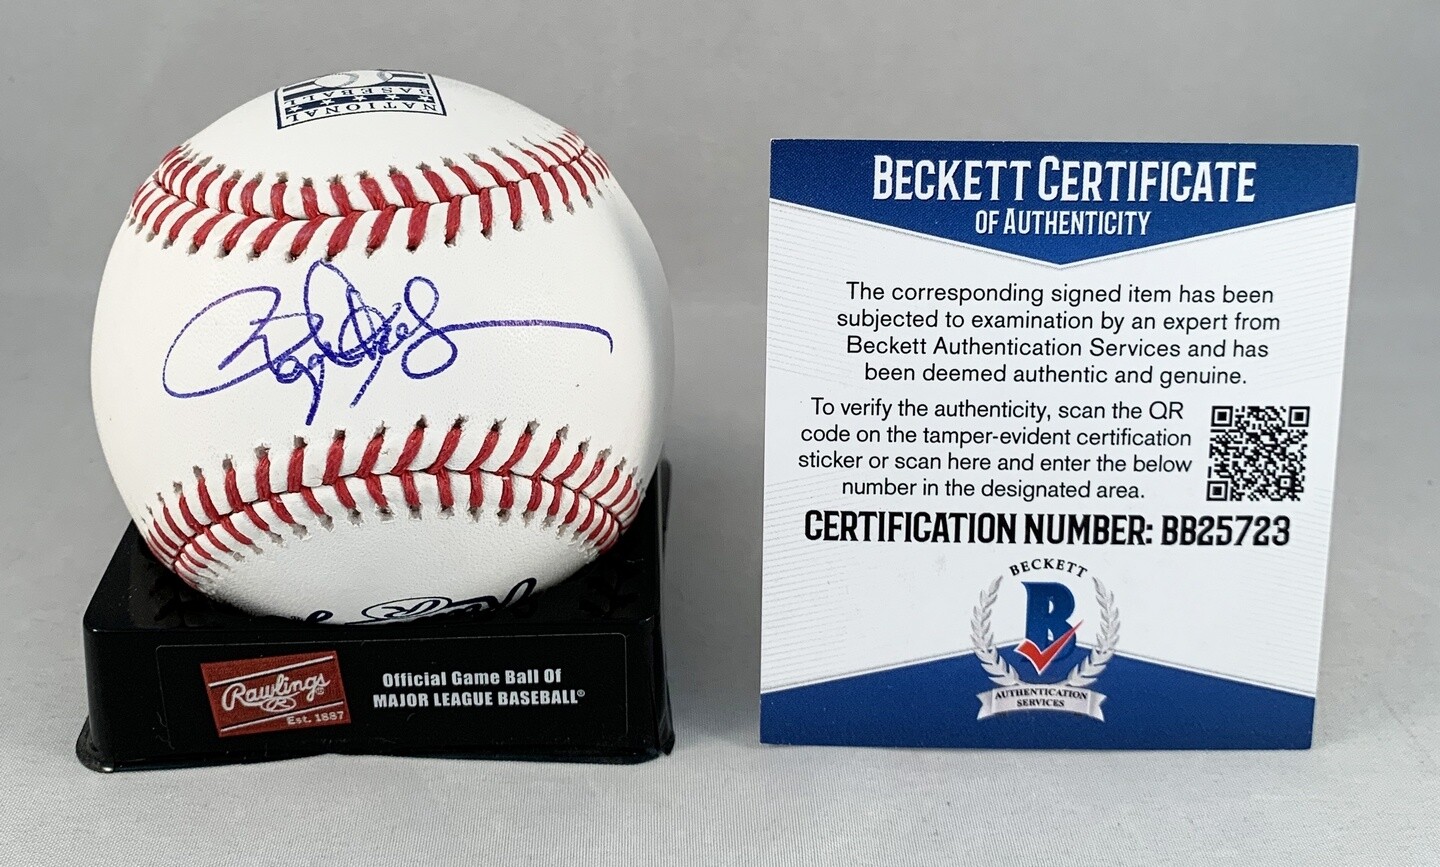 NATIONAL
BASEBALL
Rawlings®
Est. 1887
Official Game Ball Of
MAJOR LEAGUE BASEBALL®
BECKETT CERTIFICATE
OF AUTHENTICITY
The corresponding signed item has been
subjected to examination by an expert from
Beckett Authentication Services and has
been deemed authentic and genuine.
To verify the authenticity, scan the QR
code on the tamper-evident certification
sticker or scan here and enter the below
number in the designated area.
CERTIFICATION NUMBER: BB25723
BECKETT
B
AUTHENTICATION
SERVICES